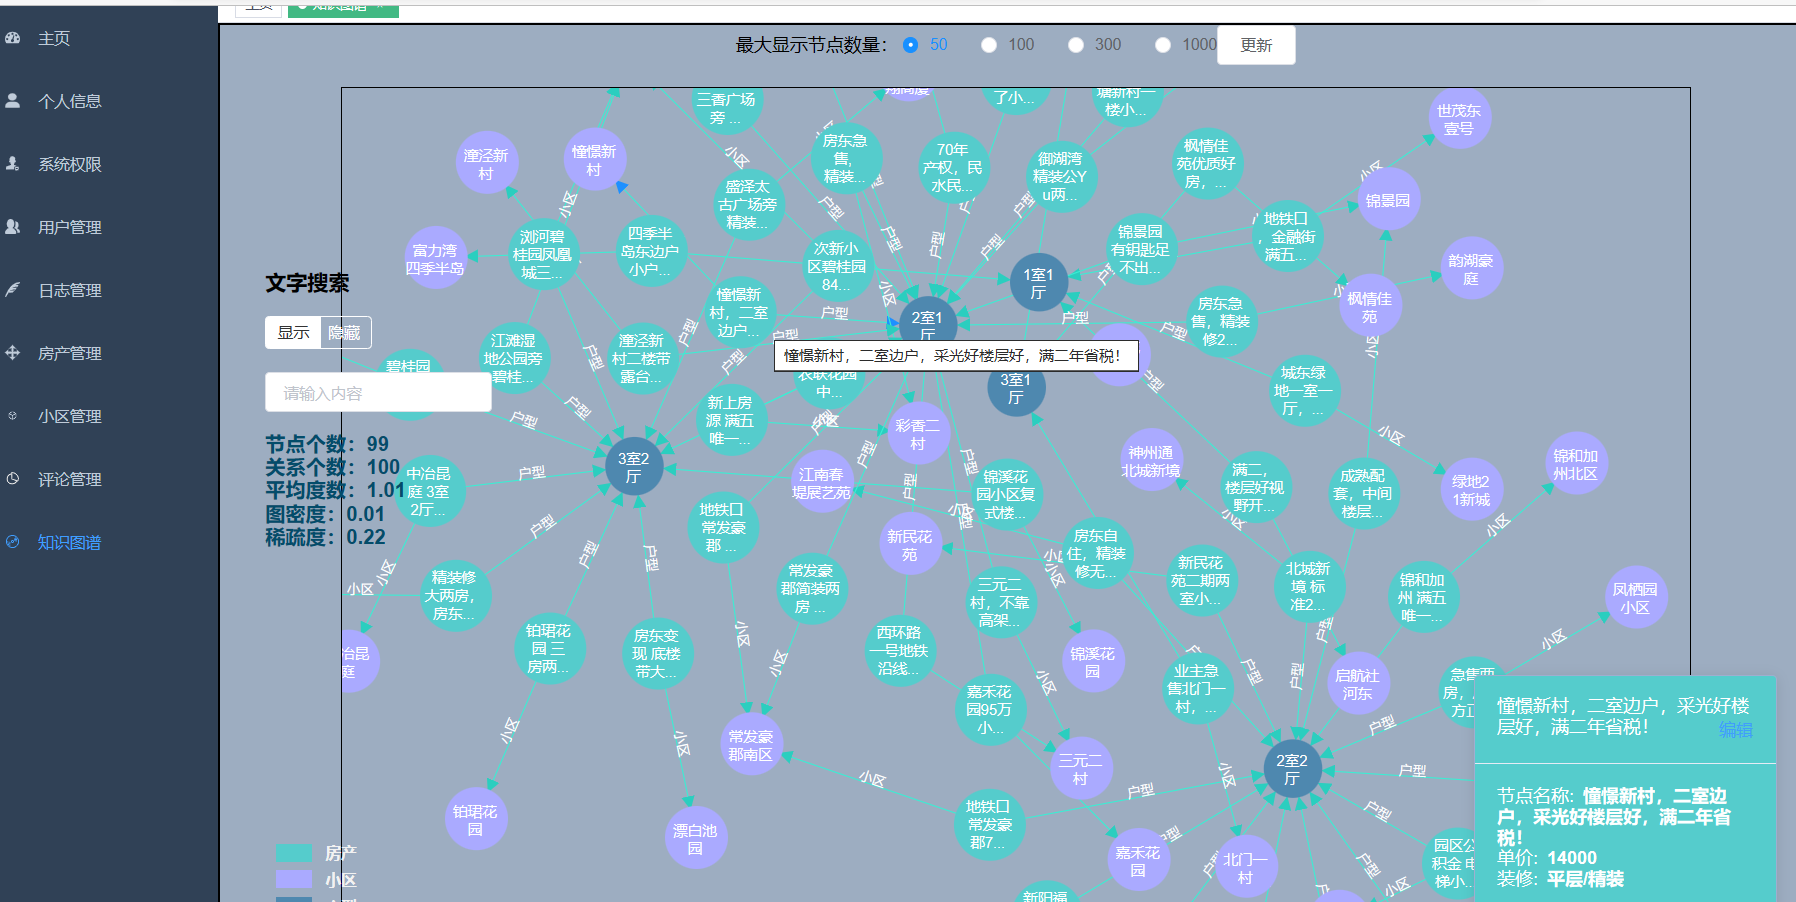 主页
知识图谱
主页
个人信息
系统权限
用户管理
日志管理
房产管理
小区管理
评论管理
知识图谱
最大显示节点数量：
50
100
300
1000
更新
文字搜索
显示
隐藏
请输入内容
节点个数：99
关系个数：100
平均度数：1.01
图密度：0.01
稀疏度：0.22
三香广场
旁 ...
了小...
塘新村一
楼小...
世茂东
壹号
潼泾新
村
憧憬新
村
房东急
售，
精装...
70年
产权，民
水民...
御湖湾
精装公Y
u两...
枫情佳
苑优质好
房，...
锦景园
盛泽太
古广场旁
精装...
富力湾
四季半岛
浏河碧
桂园凤凰
城三...
四季半
岛东边户
小户...
次新小
区碧桂园
84...
锦景园
有钥匙足
不出...
地铁口
，金融街
满五...
韵湖豪
庭
1室1
厅
2室1
厅
憧憬新
村，二室
边户...
房东急
售，精装
修2...
枫情佳
苑
江滩湿
地公园旁
碧桂...
潼泾新
村二楼带
露台...
憧憬新村，二室边户，采光好楼层好，满二年省税！
碧桂园
中...
3室1
厅
城东绿
地一室一
厅，...
新上房
源 满五
唯一...
彩香二
村
3室2
厅
江南春
堤展艺苑
神州通
北城新境
锦和加
州北区
中冶昆
庭 3室
2厅...
锦溪花
园小区复
式楼...
满二，
楼层好视
野开...
成熟配
套，中间
楼层...
绿地2
1新城
地铁口
常发豪
郡 ...
新民花
苑
房东自
住，精装
修无...
精装修
大两房，
房东...
常发豪
郡简装两
房 ...
三元二
村，不靠
高架...
新民花
苑二期两
室小...
北城新
境 标
准2...
锦和加
州 满五
唯一...
凤栖园
小区
冶昆
庭
铂珺花
园 三
房两...
房东变
现 底楼
带大...
西环路
一号地铁
沿线...
锦溪花
园
业主急
售北门一
村，...
启航社
河东
嘉禾花
园95万
小...
常发豪
郡南区
三元二
村
2室2
厅
铂珺花
园
漂白池
园
地铁口
常发豪
郡7...
嘉禾花
园
北门一
村
憧憬新村，二室边户，采光好楼
层好，满二年省税！
编辑
节点名称: 憧憬新村，二室边
户，采光好楼层好，满二年省
税！
单价: 14000
装修: 平层/精装
房产
小区
户型
小区